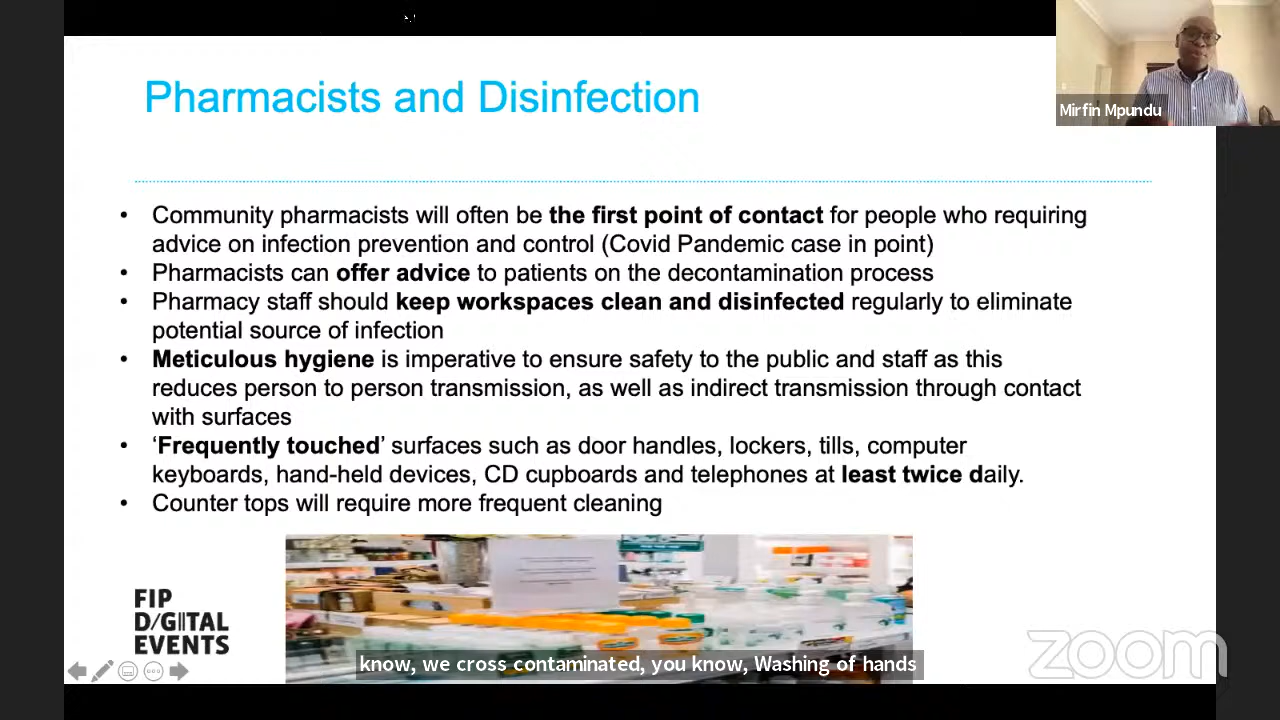 Pharmacists and Disinfection
Mirfin Mpundu
• Community pharmacists will often be the first point of contact for people who requiring
advice on infection prevention and control (Covid Pandemic case in point)
• Pharmacists can offer advice to patients on the decontamination process
• Pharmacy staff should keep workspaces clean and disinfected regularly to eliminate
potential source of infection
• Meticulous hygiene is imperative to ensure safety to the public and staff as this
reduces person to person transmission, as well as indirect transmission through contact
with surfaces
• ‘Frequently touched’ surfaces such as door handles, lockers, tills, computer
keyboards, hand-held devices, CD cupboards and telephones at least twice daily.
• Counter tops will require more frequent cleaning
FIP
D/GITAL
EVENTS
know, we cross contaminated, you know, Washing of hands
zoom